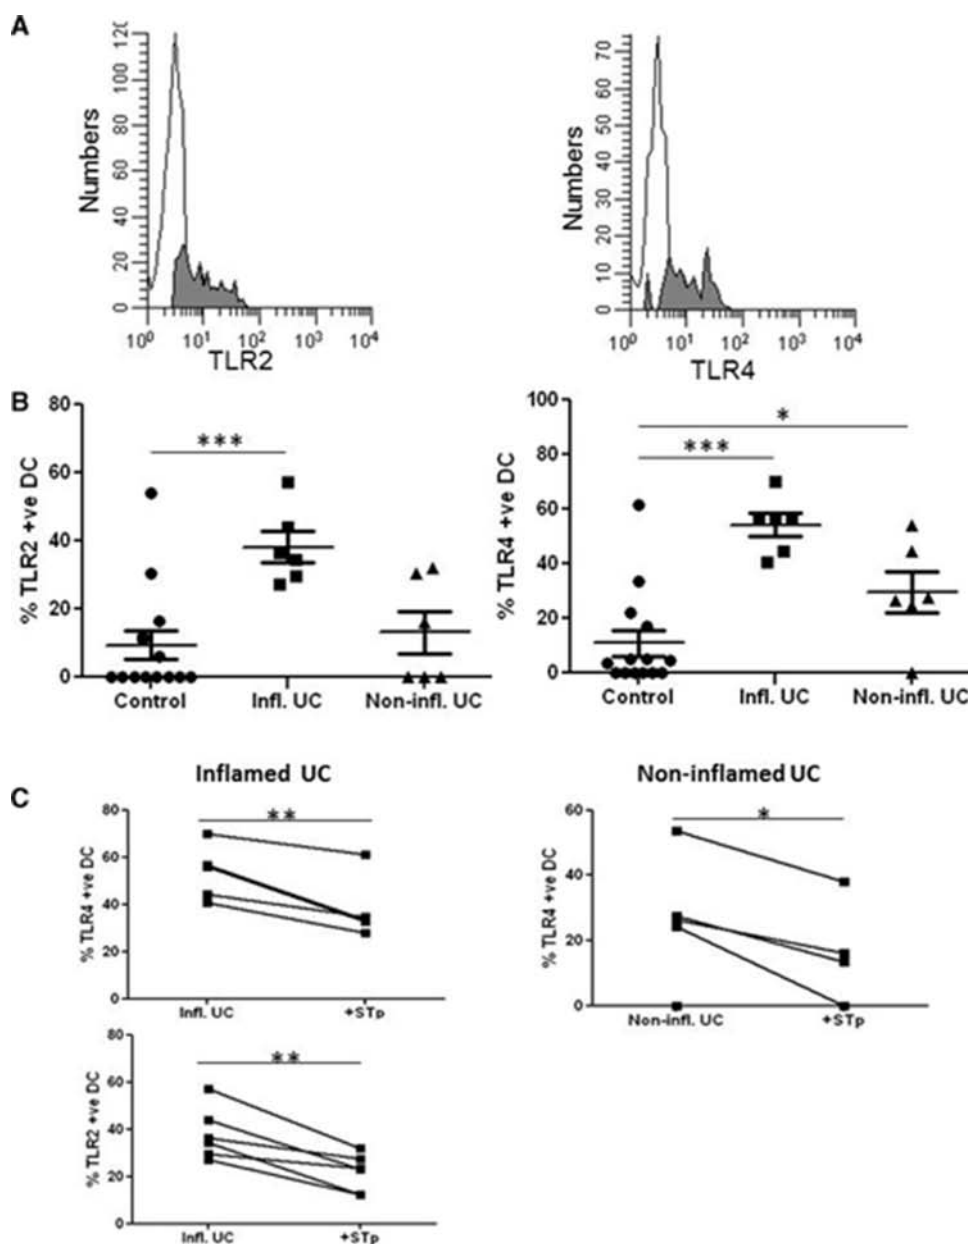 A
Numbers
120
100
80
60
40
20
0
10⁰ 10¹ 10² 10³ 10⁴
TLR2
Numbers
70
60
50
40
30
20
10
0
10⁰ 10¹ 10² 10³ 10⁴
TLR4
B
% TLR2 +ve DC
80
60
40
20
0
***
Control Infl. UC Non-infl. UC
% TLR4 +ve DC
100
80
60
40
20
0
*
***
Control Infl. UC Non-infl. UC
C
Inflamed UC
% TLR4 +ve DC
80
60
40
20
0
**
Infl. UC +STp
Non-inflamed UC
% TLR4 +ve DC
60
40
20
0
*
Non-infl. UC +STp
% TLR2 +ve DC
80
60
40
20
0
**
Infl. UC +STp